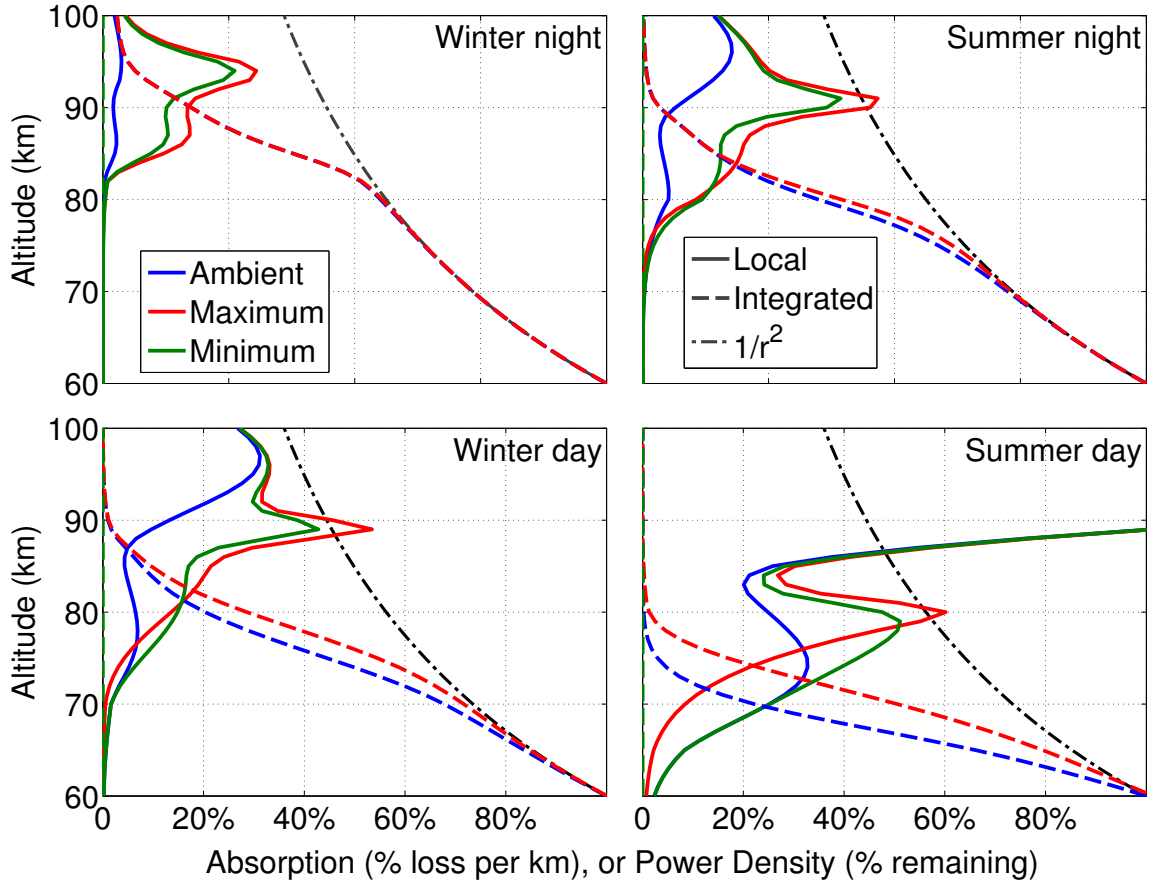 Winter night
100
90
80
70
60
Altitude (km)
Ambient
Maximum
Minimum
Summer night
Local
Integrated
1/r²
Winter day
100
90
80
70
60
Altitude (km)
0 20% 40% 60% 80%
Summer day
0 20% 40% 60% 80%
Absorption (% loss per km), or Power Density (% remaining)